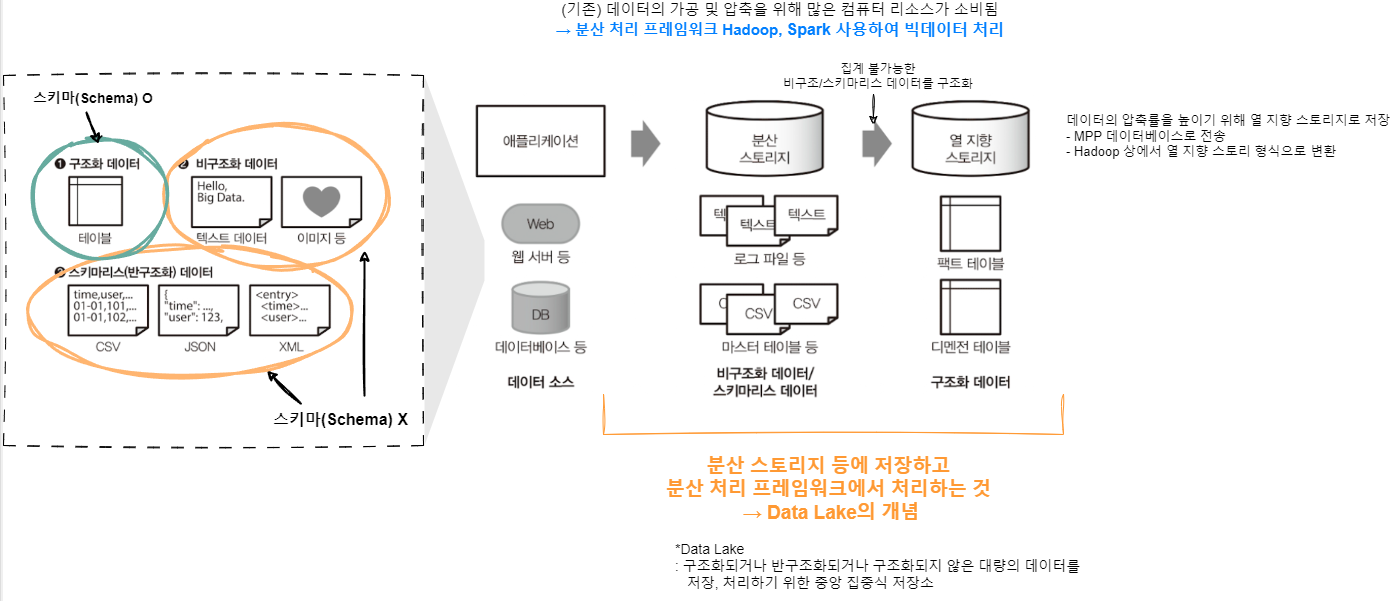 (기존) 데이터의 가공 및 압축을 위해 많은 컴퓨터 리소스가 소비됨
→ 분산 처리 프레임워크 Hadoop, Spark 사용하여 빅데이터 처리
스키마(Schema) O
❶ 구조화 데이터
테이블
❷ 비구조화 데이터
Hello,
Big Data.
텍스트 데이터
이미지 등
❸ 스키마리스(반구조화) 데이터
time,user,...
01-01,101,...
01-01,102,...
CSV
{
"time": ...,
"user": 123,
JSON
<entry>
<time>...
<user>...
XML
스키마(Schema) X
애플리케이션
Web
웹 서버 등
DB
데이터베이스 등
데이터 소스
분산
스토리지
텍스트
텍스트
로그 파일 등
CSV
CSV
마스터 테이블 등
비구조화 데이터/
스키마리스 데이터
집계 불가능한
비구조/스키마리스 데이터를 구조화
열 지향
스토리지
팩트 테이블
디멘전 테이블
구조화 데이터
데이터의 압축률을 높이기 위해 열 지향 스토리지로 저장
- MPP 데이터베이스로 전송
- Hadoop 상에서 열 지향 스토리 형식으로 변환
분산 스토리지 등에 저장하고
분산 처리 프레임워크에서 처리하는 것
→ Data Lake의 개념
*Data Lake
: 구조화되거나 반구조화되거나 구조화되지 않은 대량의 데이터를
저장, 처리하기 위한 중앙 집중식 저장소